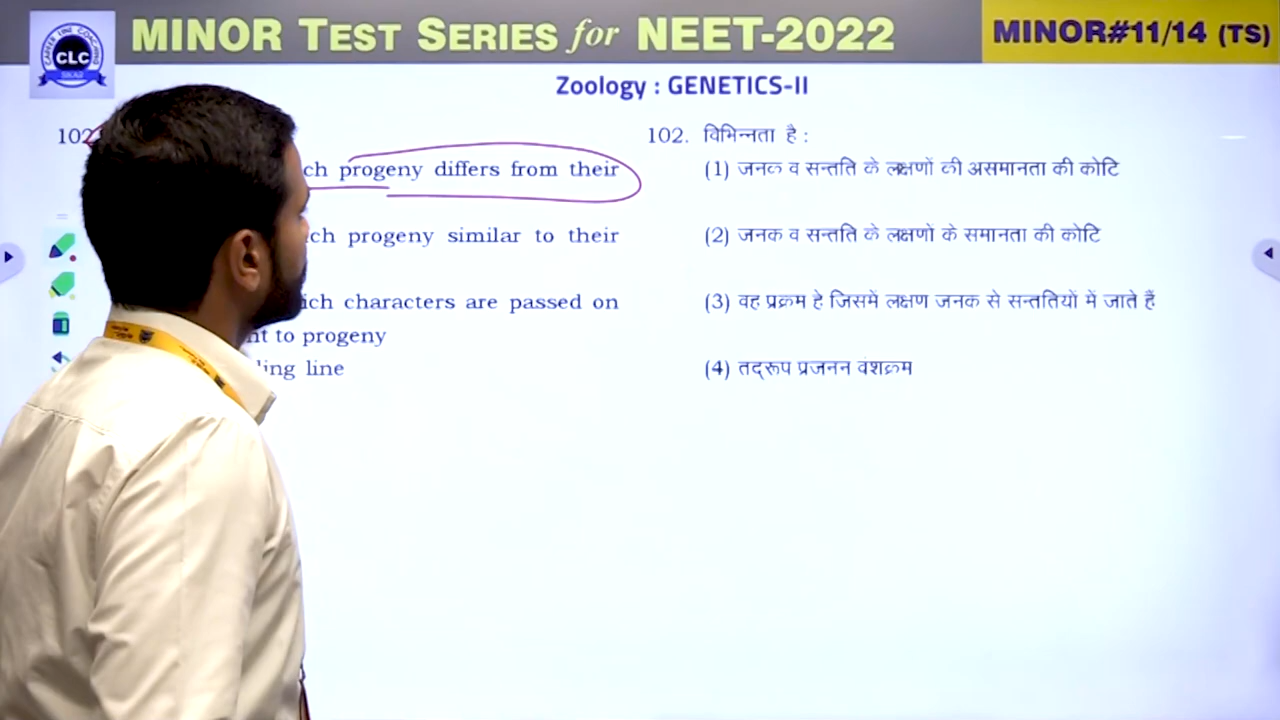 MINOR TEST SERIES for NEET-2022
MINOR#11/14 (TS)
CLC
SIKAR
Zoology : GENETICS-II
102
ch progeny differs from their
ich progeny similar to their
ich characters are passed on
nt to progeny
ling line
102. विभिन्नता है :
(1) जनक व सन्तति के लक्षणों की असमानता की कोटि
(2) जनक व सन्तति के लक्षणों के समानता की कोटि
(3) वह प्रक्रम हे जिसमें लक्षण जनक से सन्ततियों में जाते हैं
(4) तद्रूप प्रजनन वंशक्रम